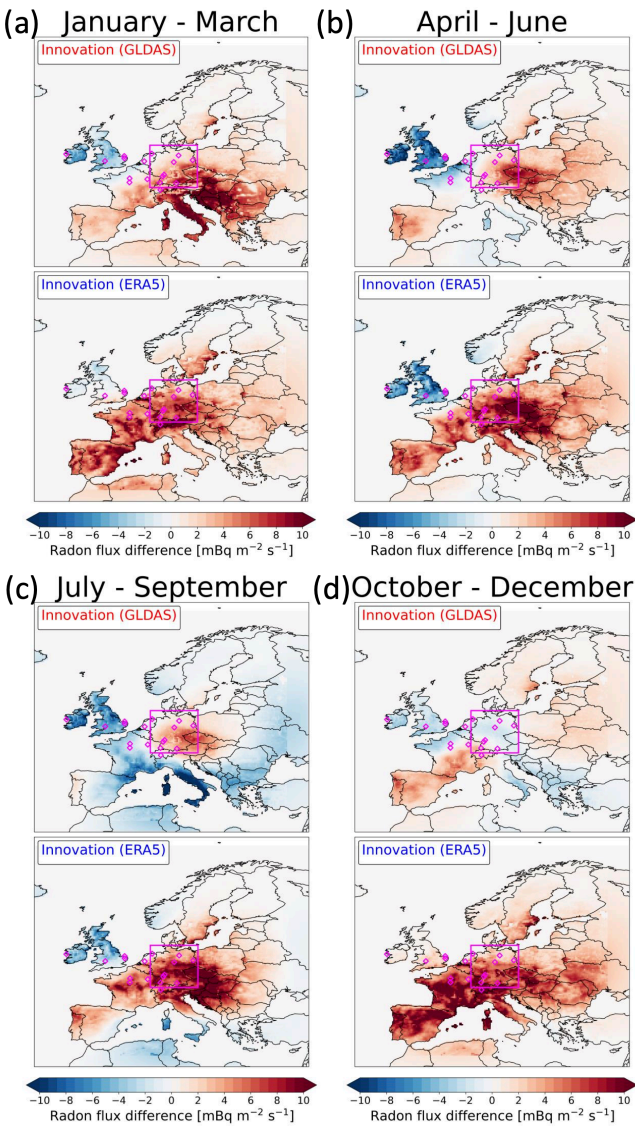 (a) January - March
Innovation (GLDAS)
Innovation (ERA5)
−10 −8 −6 −4 −2 0 2 4 6 8 10
Radon flux difference [mBq m⁻² s⁻¹]
(b) April - June
Innovation (GLDAS)
Innovation (ERA5)
−10 −8 −6 −4 −2 0 2 4 6 8 10
Radon flux difference [mBq m⁻² s⁻¹]
(c) July - September
Innovation (GLDAS)
Innovation (ERA5)
−10 −8 −6 −4 −2 0 2 4 6 8 10
Radon flux difference [mBq m⁻² s⁻¹]
(d) October - December
Innovation (GLDAS)
Innovation (ERA5)
−10 −8 −6 −4 −2 0 2 4 6 8 10
Radon flux difference [mBq m⁻² s⁻¹]